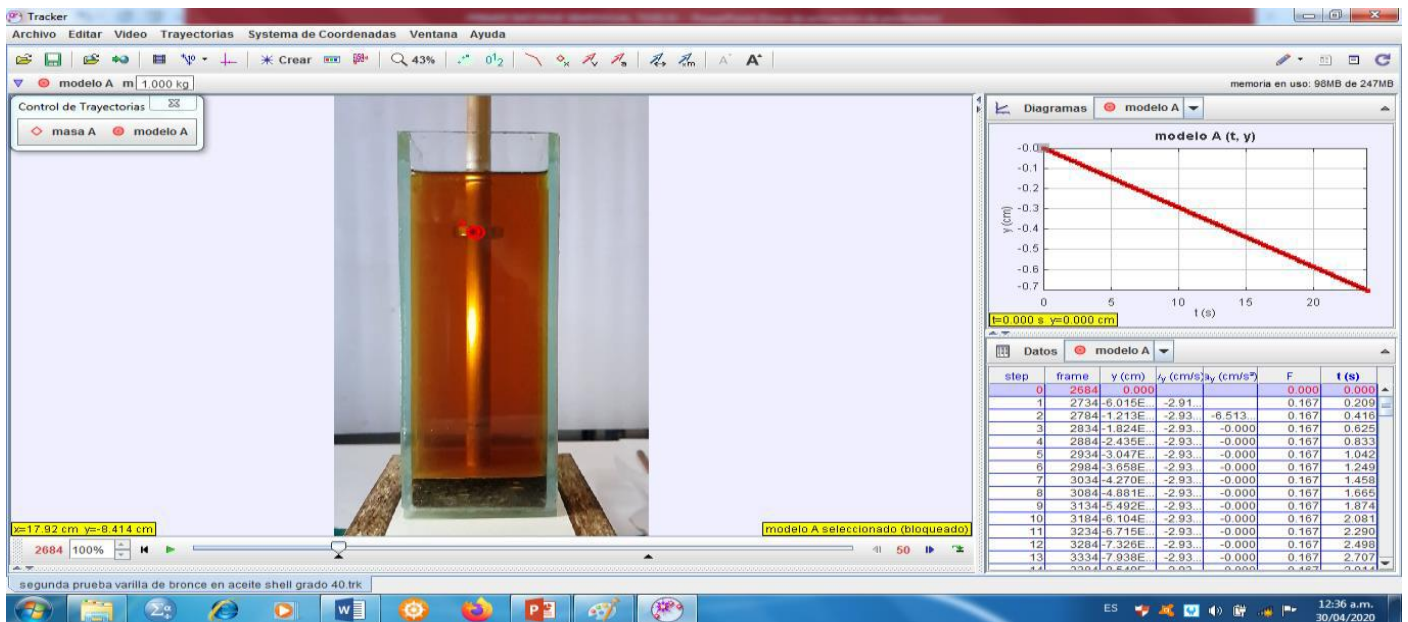 Tracker
Archivo Editar Video Trayectorias Systema de Coordenadas Ventana Ayuda
Crear 43%
modelo A m 1.000 kg
memoria en uso: 98MB de 247MB
Control de Trayectorias
masa A modelo A
Diagramas modelo A
modelo A (t, y)
y (cm)
-0.0
-0.1
-0.2
-0.3
-0.4
-0.5
-0.6
-0.7
0 5 10 15 20
t (s)
t=0.000 s y=0.000 cm
Datos modelo A
step frame y (cm) (cm/s) (cm/s²) F t (s)
0 2684 0.000 0.000 0.000
1 2734 -6.015E... -2.91... 0.167 0.209
2 2784 -1.213E... -2.93... -6.513... 0.167 0.416
3 2834 -1.824E... -2.93... -0.000 0.167 0.625
4 2884 -2.435E... -2.93... -0.000 0.167 0.833
5 2934 -3.047E... -2.93... -0.000 0.167 1.042
6 2984 -3.658E... -2.93... -0.000 0.167 1.249
7 3034 -4.270E... -2.93... -0.000 0.167 1.458
8 3084 -4.881E... -2.93... -0.000 0.167 1.665
9 3134 -5.492E... -2.93... -0.000 0.167 1.874
10 3184 -6.104E... -2.93... -0.000 0.167 2.081
11 3234 -6.715E... -2.93... -0.000 0.167 2.290
12 3284 -7.326E... -2.93... -0.000 0.167 2.498
13 3334 -7.938E... -2.93... -0.000 0.167 2.707
x=17.92 cm y=-8.414 cm
modelo A seleccionado (bloqueado)
2684 100% 50
segunda prueba varilla de bronce en aceite shell grado 40.trk
ES
12:36 a.m.
30/04/2020